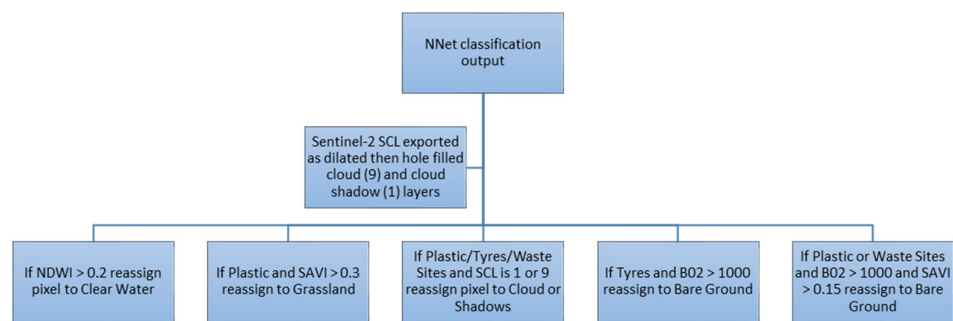 NNet classification
output
Sentinel-2 SCL exported
as dilated then hole filled
cloud (9) and cloud
shadow (1) layers
If NDWI > 0.2 reassign
pixel to Clear Water
If Plastic and SAVI > 0.3
reassign to Grassland
If Plastic/Tyres/Waste
Sites and SCL is 1 or 9
reassign pixel to Cloud or
Shadows
If Tyres and B02 > 1000
reassign to Bare Ground
If Plastic or Waste Sites
and B02 > 1000 and SAVI
> 0.15 reassign to Bare
Ground